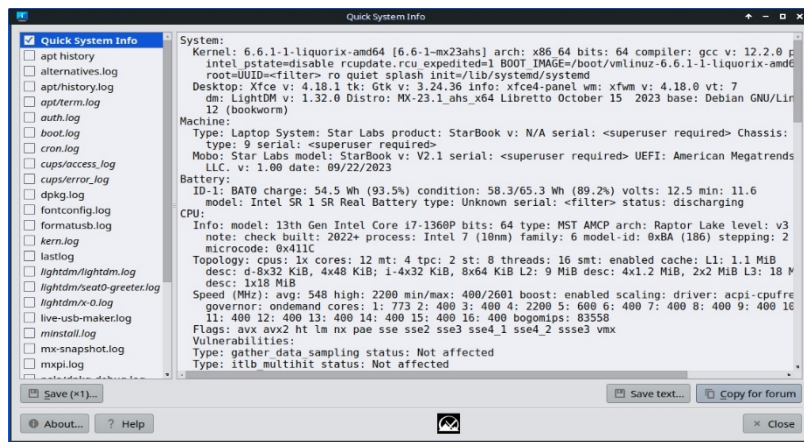 Quick System Info
Quick System Info
apt history
alternatives.log
apt/history.log
apt/term.log
auth.log
boot.log
cron.log
cups/access_log
cups/error_log
dpkg.log
fontconfig.log
formatusb.log
kern.log
lastlog
lightdm/lightdm.log
lightdm/seat0-greeter.log
lightdm/x-0.log
live-usb-maker.log
minstall.log
mx-snapshot.log
mxpi.log
System:
Kernel: 6.6.1-1-liquorix-amd64 [6.6-1~mx23ahs] arch: x86_64 bits: 64 compiler: gcc v: 12.2.0
intel_pstate=disable rcupdate.rcu_expedited=1 BOOT_IMAGE=/boot/vmlinuz-6.6.1-1-liquorix-amd6
root=UUID=<filter> ro quiet splash init=/lib/systemd/systemd
Desktop: Xfce v: 4.18.1 tk: Gtk v: 3.24.36 info: xfce4-panel wm: xfwm v: 4.18.0 vt: 7
dm: LightDM v: 1.32.0 Distro: MX-23.1_ahs_x64 Libretto October 15 2023 base: Debian GNU/Lin
12 (bookworm)
Machine:
Type: Laptop System: Star Labs product: StarBook v: N/A serial: <superuser required> Chassis:
type: 9 serial: <superuser required>
Mobo: Star Labs model: StarBook v: V2.1 serial: <superuser required> UEFI: American Megatrends
LLC. v: 1.00 date: 09/22/2023
Battery:
ID-1: BAT0 charge: 54.5 Wh (93.5%) condition: 58.3/65.3 Wh (89.2%) volts: 12.5 min: 11.6
model: Intel SR 1 SR Real Battery type: Unknown serial: <filter> status: discharging
CPU:
Info: model: 13th Gen Intel Core i7-1360P bits: 64 type: MST AMCP arch: Raptor Lake level: v3
note: check built: 2022+ process: Intel 7 (10nm) family: 6 model-id: 0xBA (186) stepping: 2
microcode: 0x411C
Topology: cpus: 1x cores: 12 mt: 4 tpc: 2 st: 8 threads: 16 smt: enabled cache: L1: 1.1 MiB
desc: d-8x32 KiB, 4x48 KiB; i-4x32 KiB, 8x64 KiB L2: 9 MiB desc: 4x1.2 MiB, 2x2 MiB L3: 18 M
desc: 1x18 MiB
Speed (MHz): avg: 548 high: 2200 min/max: 400/2601 boost: enabled scaling: driver: acpi-cpufre
governor: ondemand cores: 1: 773 2: 400 3: 400 4: 2200 5: 600 6: 400 7: 400 8: 400 9: 400 10
11: 400 12: 400 13: 400 14: 400 15: 400 16: 400 bogomips: 83558
Flags: avx avx2 ht lm nx pae sse sse2 sse3 sse4_1 sse4_2 ssse3 vmx
Vulnerabilities:
Type: gather_data_sampling status: Not affected
Type: itlb_multihit status: Not affected
Save (×1)...
Save text...
Copy for forum
About...
? Help
Close